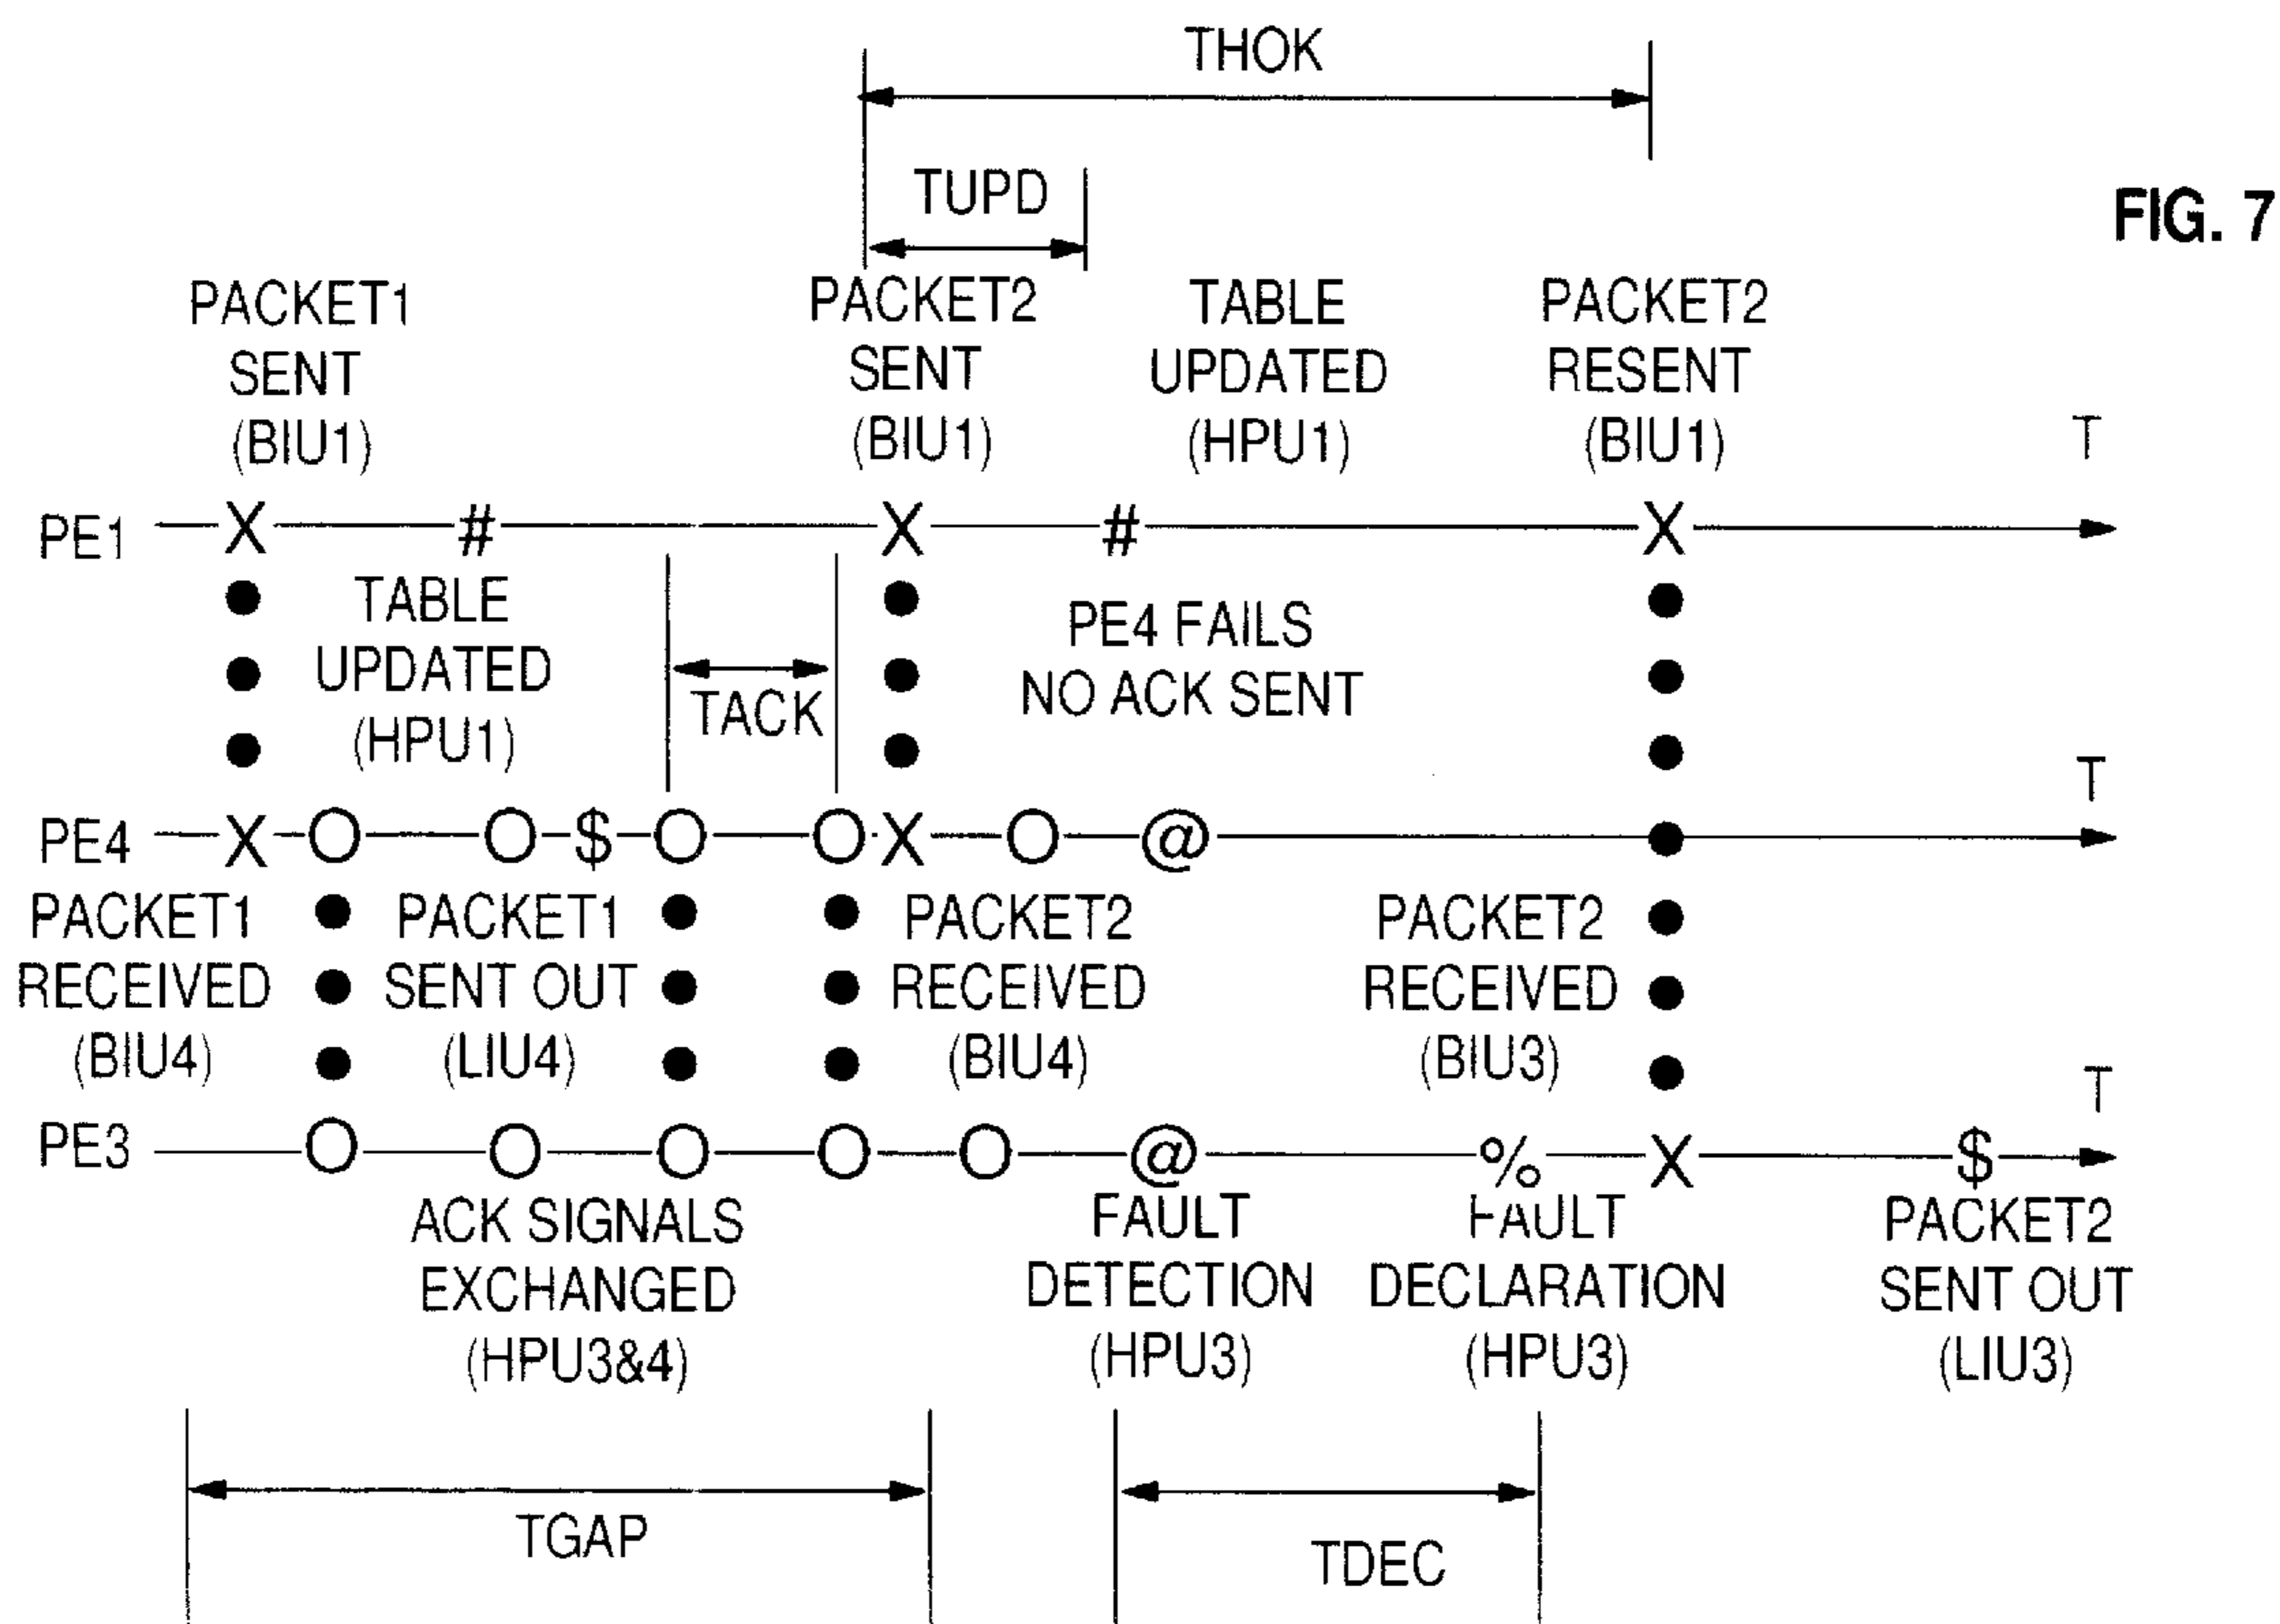 THOK
TUPD
FIG. 7
PACKET1
SENT
(BIU1)
PACKET2
SENT
(BIU1)
TABLE
UPDATED
(HPU1)
PACKET2
RESENT
(BIU1)
T
PE1 X # X # X
TABLE
UPDATED
(HPU1)
TACK
PE4 FAILS
NO ACK SENT
T
PE4 X O O $ O O X O @
PACKET1
RECEIVED
(BIU4)
PACKET1
SENT OUT
(LIU4)
PACKET2
RECEIVED
(BIU4)
PACKET2
RECEIVED
(BIU3)
T
PE3 O O O O O @ % X $
ACK SIGNALS
EXCHANGED
(HPU3&4)
FAULT
DETECTION
(HPU3)
FAULT
DECLARATION
(HPU3)
PACKET2
SENT OUT
(LIU3)
TGAP
TDEC